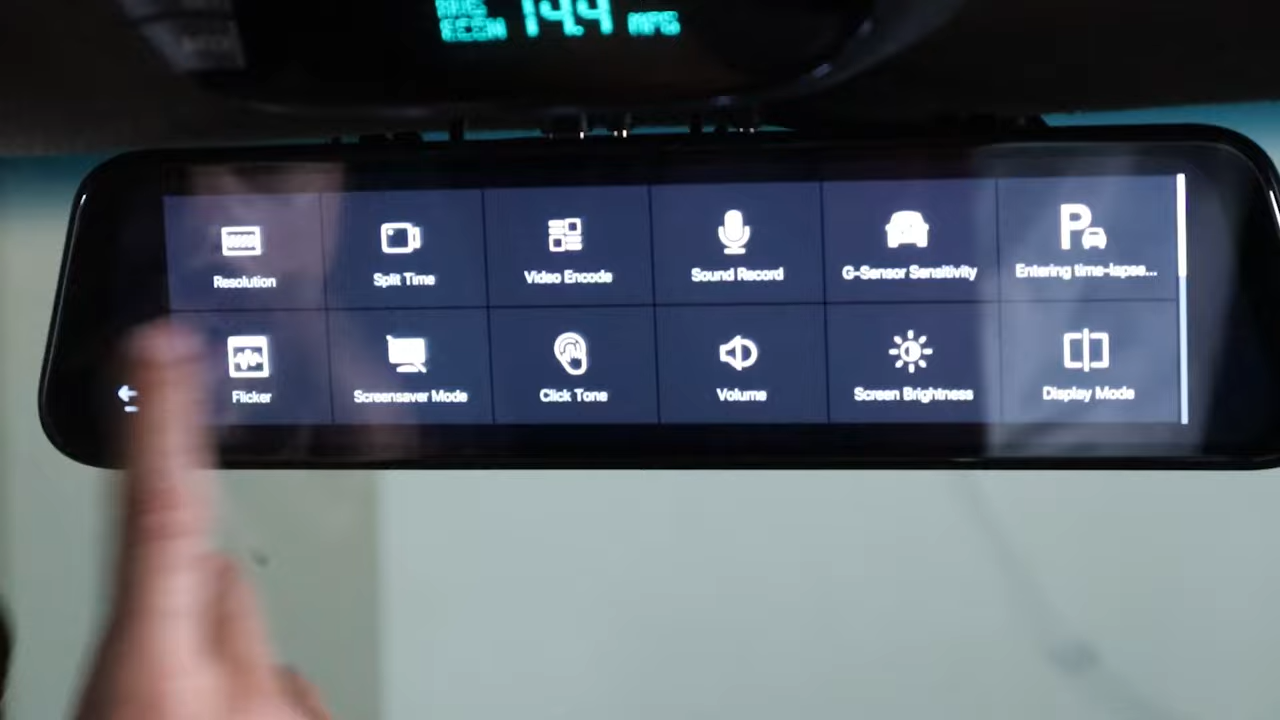 14.4 MPG
Resolution
Split Time
Video Encode
Sound Record
G-Sensor Sensitivity
P
Entering time-lapse...
Flicker
Screensaver Mode
Click Tone
Volume
Screen Brightness
Display Mode